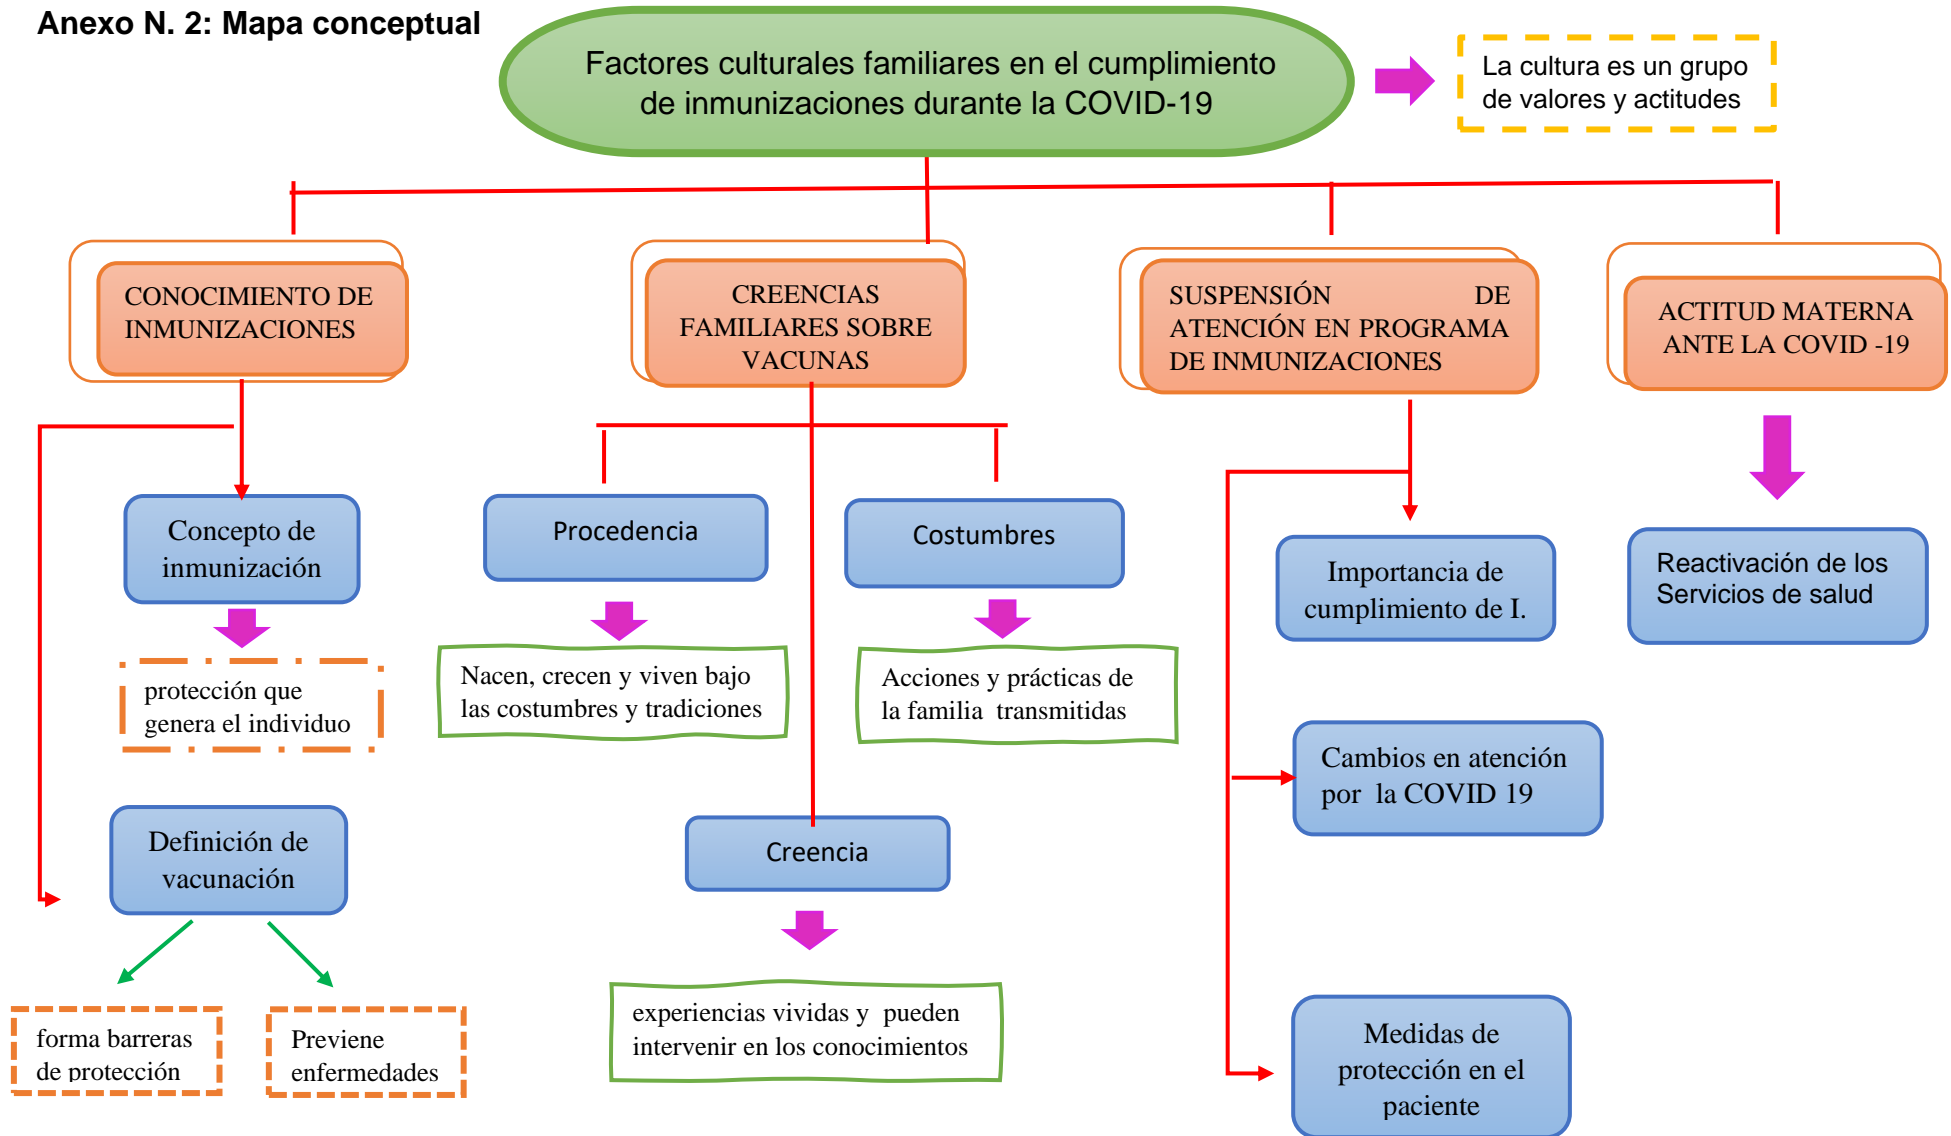 Anexo N. 2: Mapa conceptual
Factores culturales familiares en el cumplimiento
de inmunizaciones durante la COVID-19
La cultura es un grupo
de valores y actitudes
CONOCIMIENTO DE
INMUNIZACIONES
CREENCIAS
FAMILIARES SOBRE
VACUNAS
SUSPENSIÓN DE
ATENCIÓN EN PROGRAMA
DE INMUNIZACIONES
ACTITUD MATERNA
ANTE LA COVID -19
Concepto de
inmunización
Procedencia
Costumbres
Importancia de
cumplimiento de I.
Reactivación de los
Servicios de salud
protección que
genera el individuo
Nacen, crecen y viven bajo
las costumbres y tradiciones
Acciones y prácticas de
la familia transmitidas
Cambios en atención
por la COVID 19
Definición de
vacunación
Creencia
forma barreras
de protección
Previene
enfermedades
experiencias vividas y pueden
intervenir en los conocimientos
Medidas de
protección en el
paciente